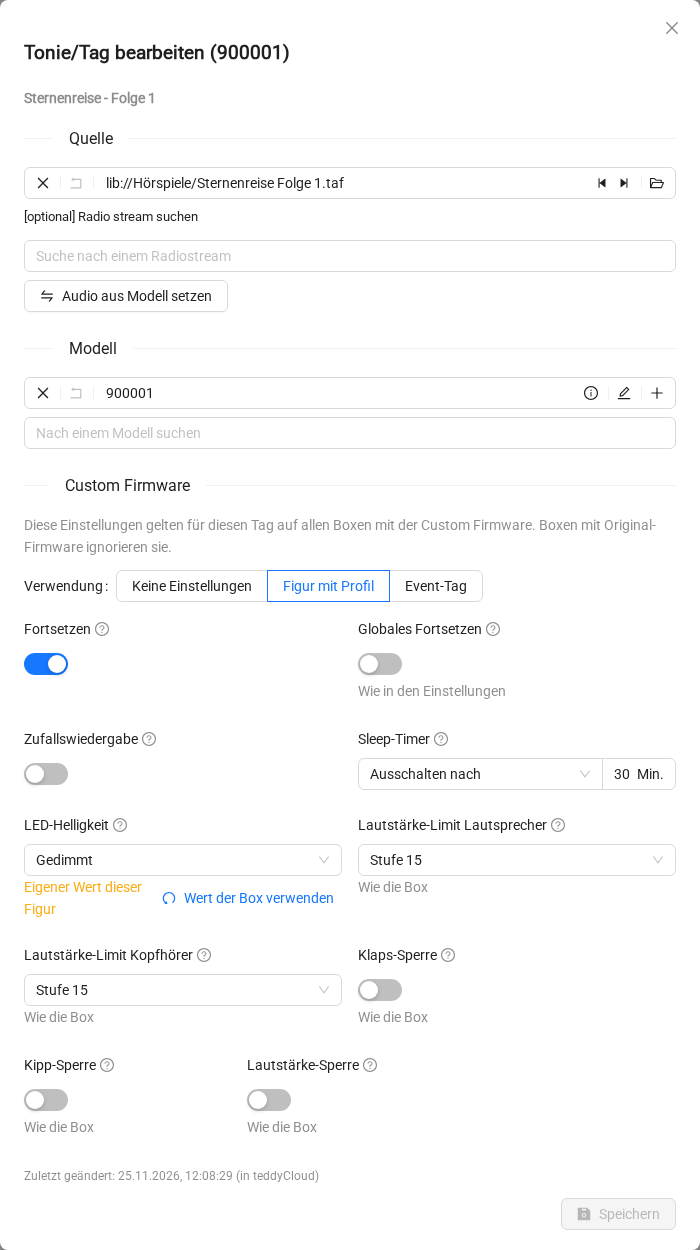 Tonie/Tag bearbeiten (900001)
Sternenreise - Folge 1
Quelle
lib://Hörspiele/Sternenreise Folge 1.taf
[optional] Radio stream suchen
Suche nach einem Radiostream
Audio aus Modell setzen
Modell
900001
Nach einem Modell suchen
Custom Firmware
Diese Einstellungen gelten für diesen Tag auf allen Boxen mit der Custom Firmware. Boxen mit Original-
Firmware ignorieren sie.
Verwendung: Keine Einstellungen Figur mit Profil Event-Tag
Fortsetzen Globales Fortsetzen
Wie in den Einstellungen
Zufallswiedergabe Sleep-Timer
Ausschalten nach 30 Min.
LED-Helligkeit Lautstärke-Limit Lautsprecher
Gedimmt Stufe 15
Eigener Wert dieser
Figur
Wert der Box verwenden
Wie die Box
Lautstärke-Limit Kopfhörer Klaps-Sperre
Stufe 15
Wie die Box Wie die Box
Kipp-Sperre Lautstärke-Sperre
Wie die Box Wie die Box
Zuletzt geändert: 25.11.2026, 12:08:29 (in teddyCloud)
Speichern